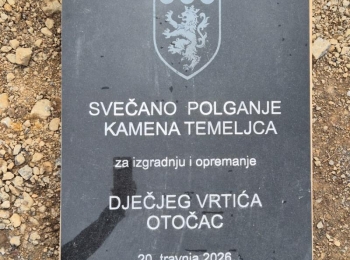 SVEČANO POLGANJE
KAMENA TEMELJCA
za izgradnju i opremanje
DJEČJEG VRTIĆA
OTOČAC
20. travnja 2026